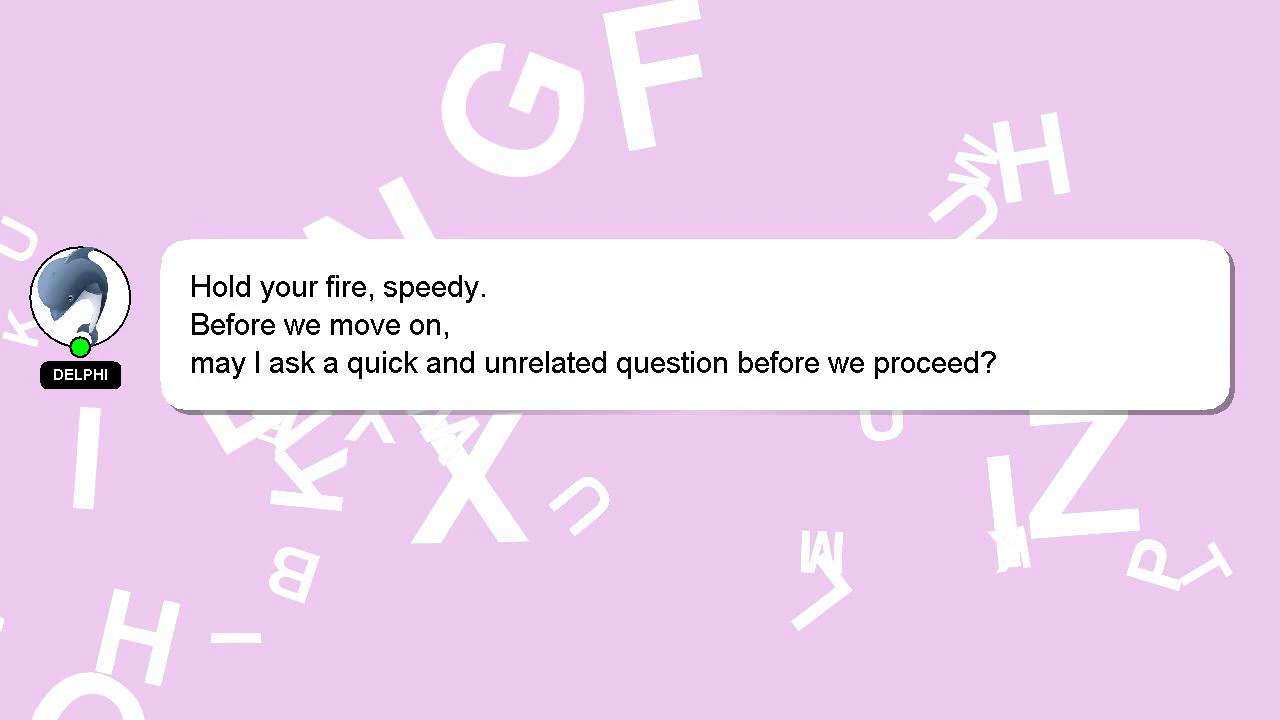 Hold your fire, speedy.
Before we move on,
may I ask a quick and unrelated question before we proceed?
DELPHI